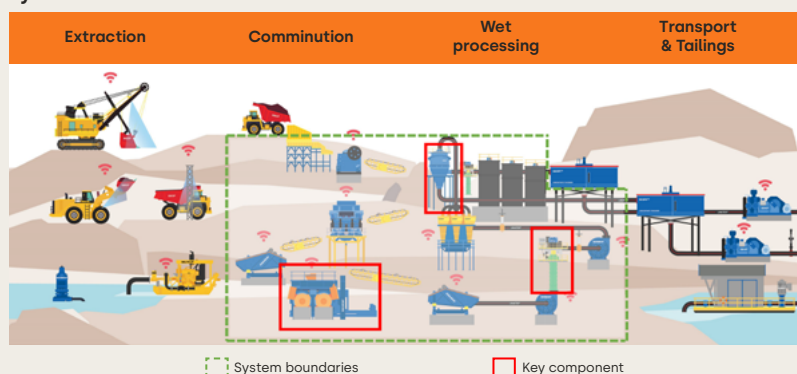 Extraction
Comminution
Wet
processing
Transport
& Tailings
System boundaries
Key component